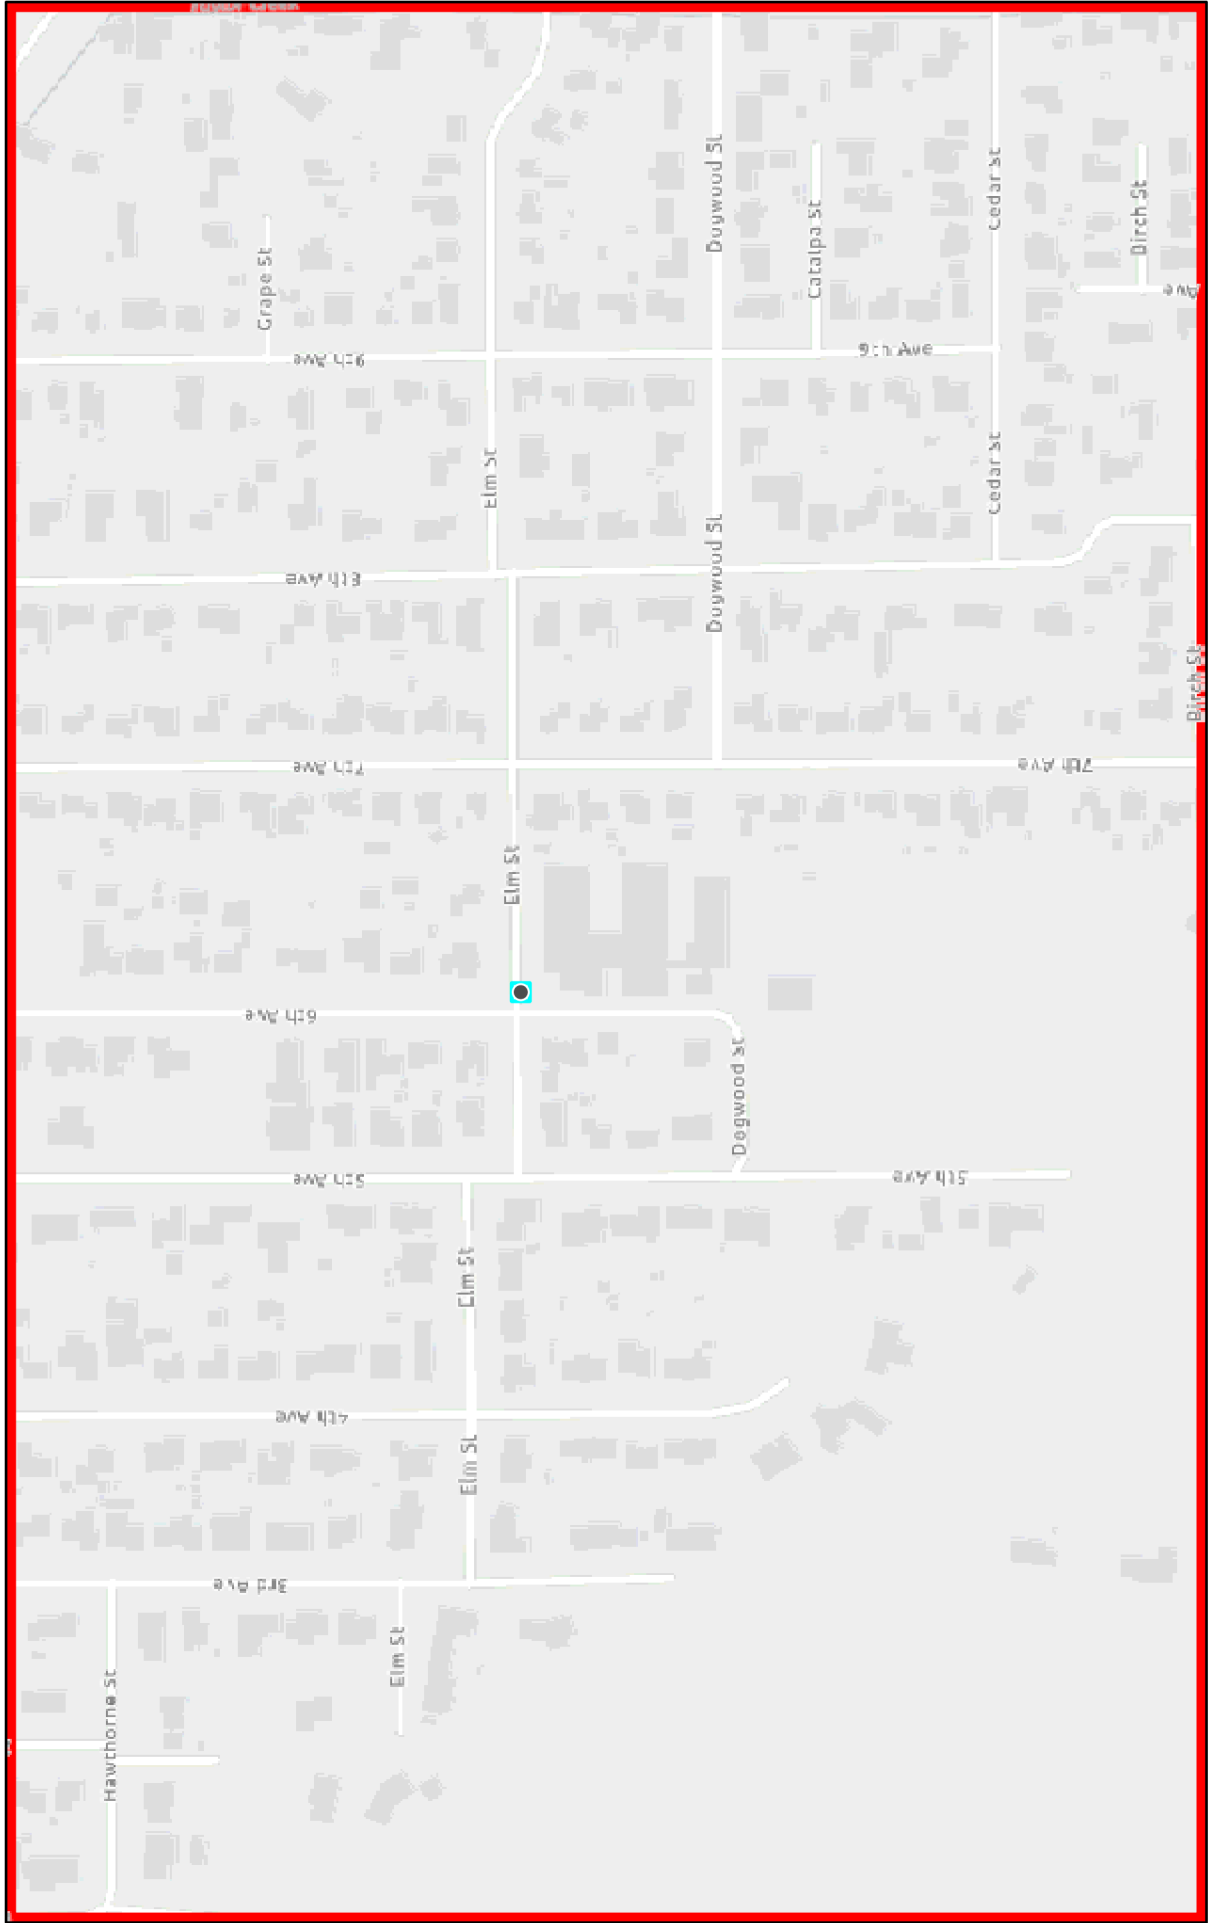 Dogwood St
Cedar St
Catalpa St
Birch St
Grape St
Ave
9th Ave
9th Ave
Elm St
Cedar St
Dogwood St
8th Ave
Birch St
7th Ave
7th Ave
Elm St
6th Ave
Dogwood St
5th Ave
5th Ave
Elm St
4th Ave
Elm St
3rd Ave
Elm St
Hawthorne St